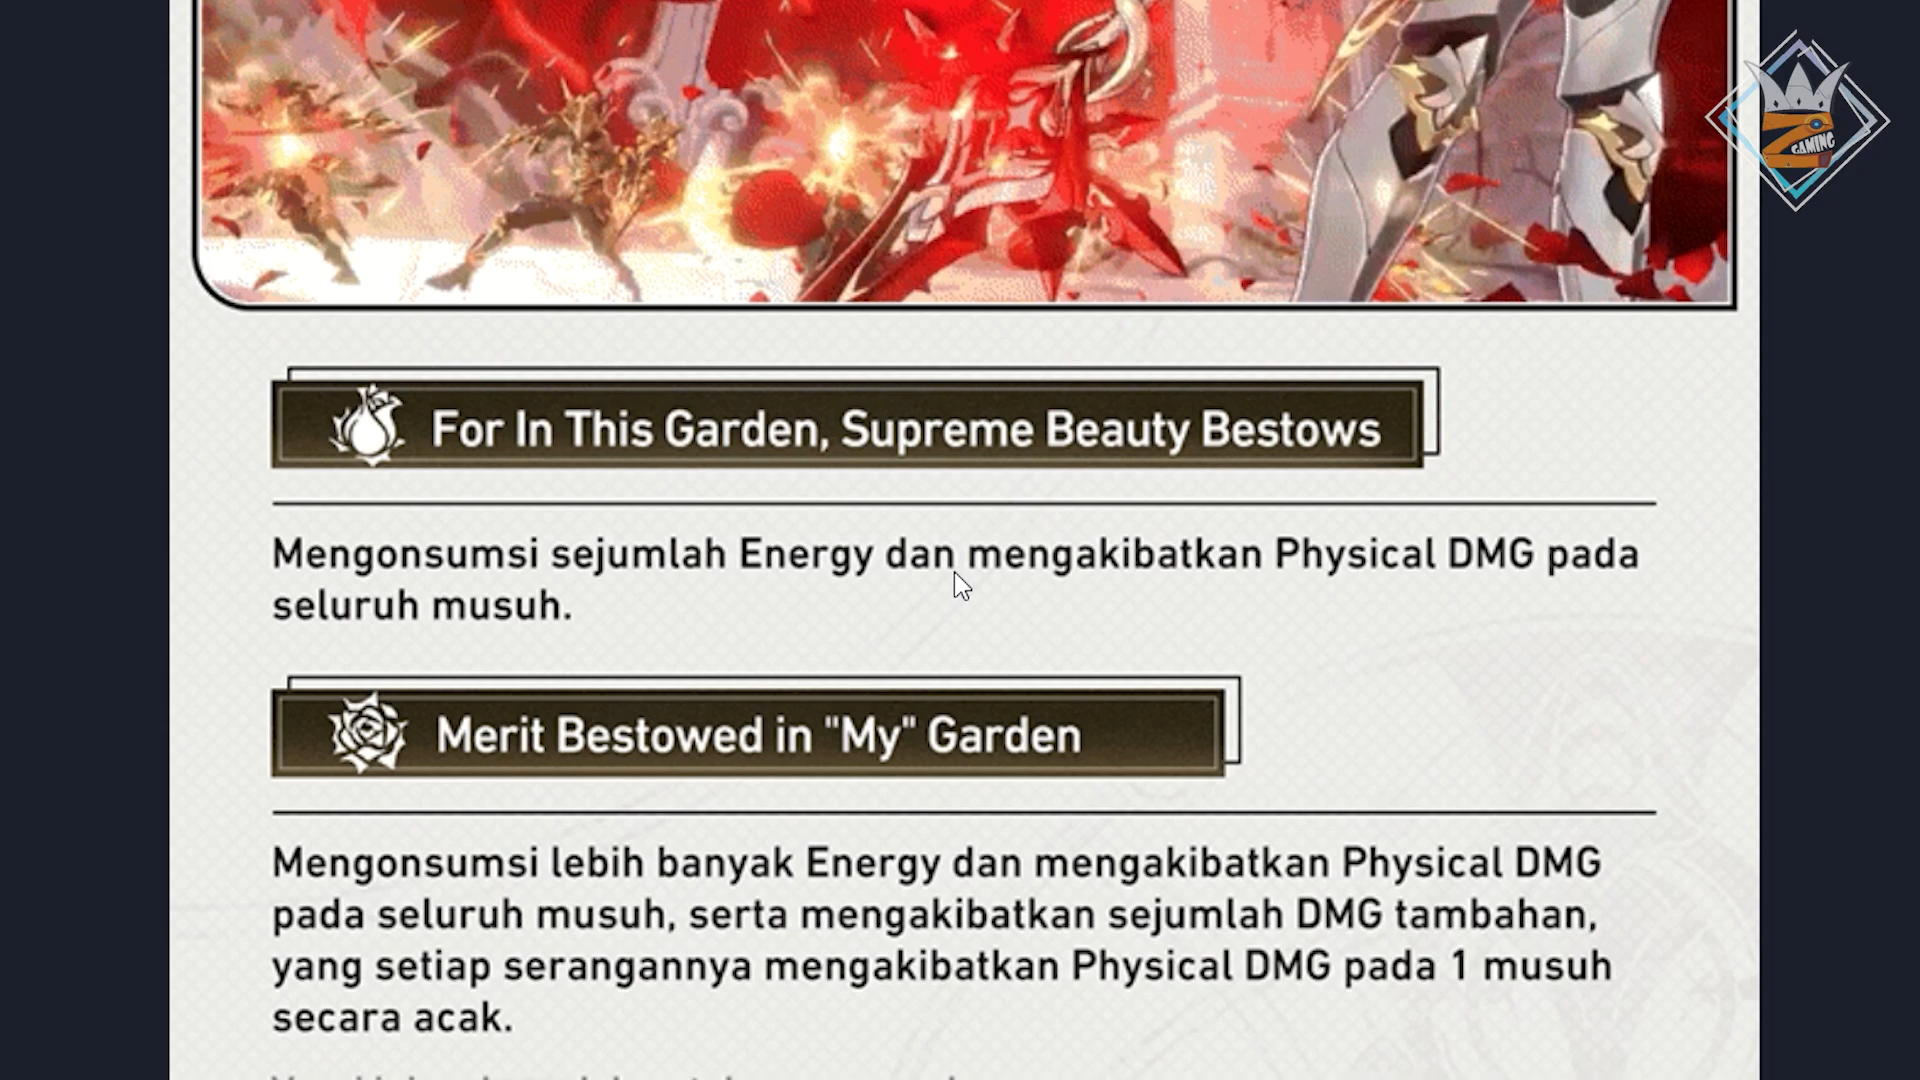 GAMING
For In This Garden, Supreme Beauty Bestows
Mengonsumsi sejumlah Energy dan mengakibatkan Physical DMG pada
seluruh musuh.
Merit Bestowed in "My" Garden
Mengonsumsi lebih banyak Energy dan mengakibatkan Physical DMG
pada seluruh musuh, serta mengakibatkan sejumlah DMG tambahan,
yang setiap serangannya mengakibatkan Physical DMG pada 1 musuh
secara acak.